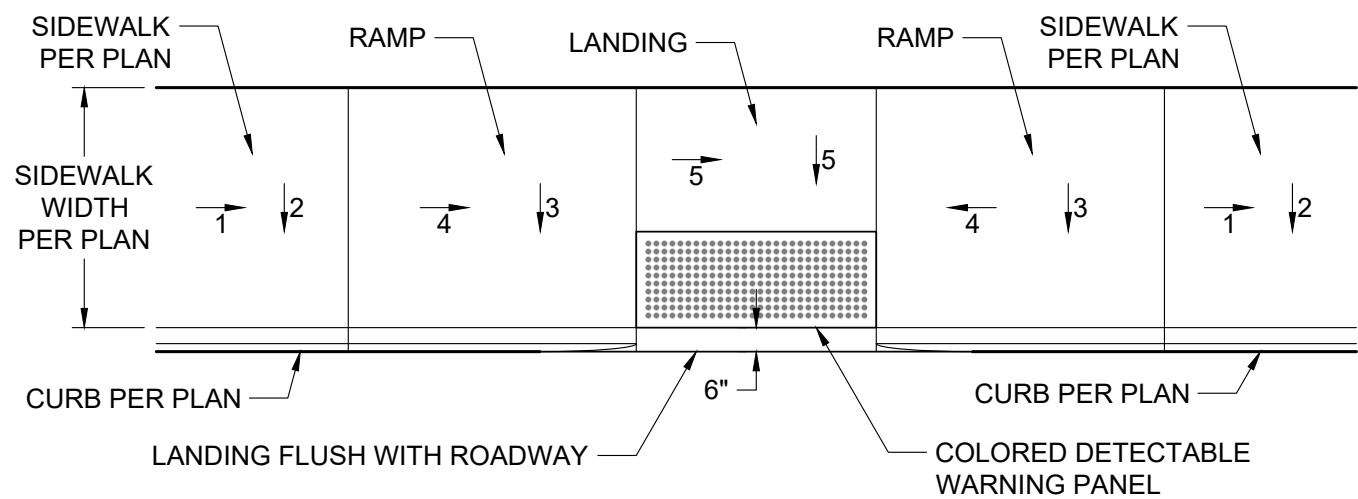 SIDEWALK
PER PLAN
RAMP
LANDING
RAMP
SIDEWALK
PER PLAN
SIDEWALK
WIDTH
PER PLAN
1
2
4
3
5
5
4
3
1
2
6"
CURB PER PLAN
CURB PER PLAN
LANDING FLUSH WITH ROADWAY
COLORED DETECTABLE
WARNING PANEL